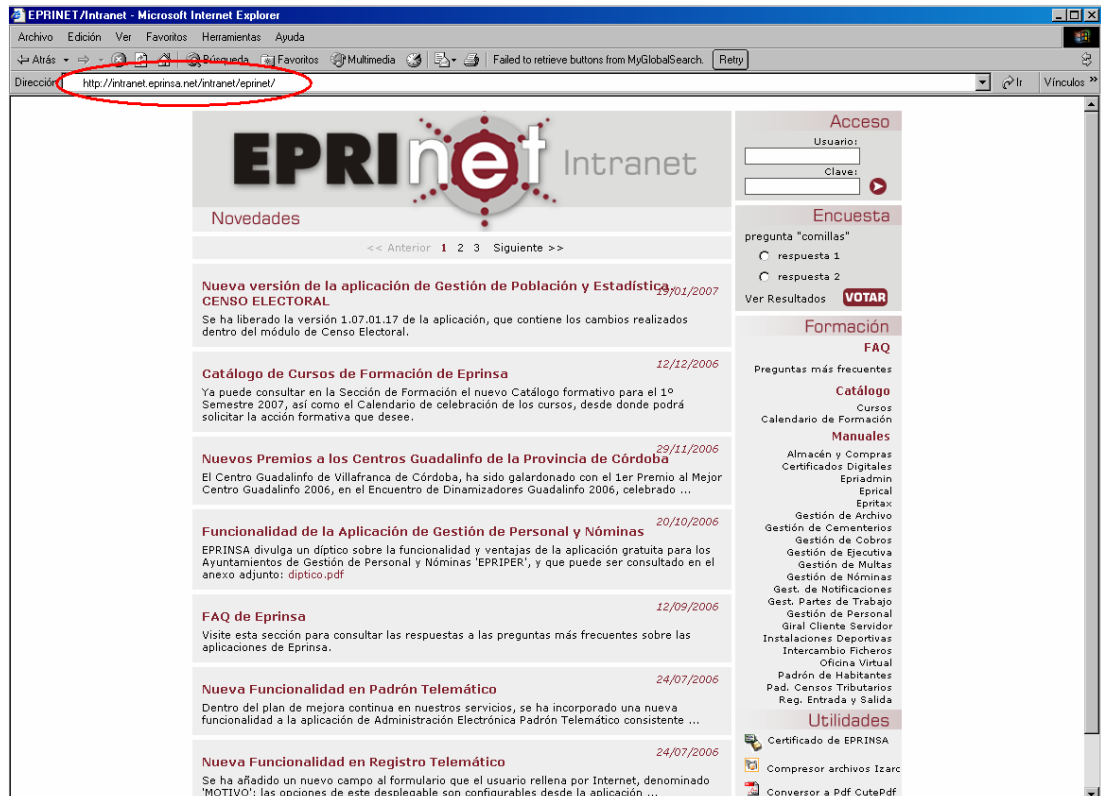 EPRINET/Intranet - Microsoft Internet Explorer
Archivo Edición Ver Favoritos Herramientas Ayuda
Atrás Búsqueda Favoritos Multimedia Failed to retrieve buttons from MyGlobalSearch. Retry
Dirección http://intranet.eprinsa.net/intranet/eprinet/ Ir Vínculos »
EPRInet Intranet
Novedades
<< Anterior 1 2 3 Siguiente >>
Nueva versión de la aplicación de Gestión de Población y Estadística,
19/01/2007
CENSO ELECTORAL
Se ha liberado la versión 1.07.01.17 de la aplicación, que contiene los cambios realizados
dentro del módulo de Censo Electoral.
12/12/2006
Catálogo de Cursos de Formación de Eprinsa
Ya puede consultar en la Sección de Formación el nuevo Catálogo formativo para el 1º
Semestre 2007, así como el Calendario de celebración de los cursos, desde donde podrá
solicitar la acción formativa que desee.
29/11/2006
Nuevos Premios a los Centros Guadalinfo de la Provincia de Córdoba
El Centro Guadalinfo de Villafranca de Córdoba, ha sido galardonado con el 1er Premio al Mejor
Centro Guadalinfo 2006, en el Encuentro de Dinamizadores Guadalinfo 2006, celebrado ...
20/10/2006
Funcionalidad de la Aplicación de Gestión de Personal y Nóminas
EPRINSA divulga un díptico sobre la funcionalidad y ventajas de la aplicación gratuita para los
Ayuntamientos de Gestión de Personal y Nóminas 'EPRIPER', y que puede ser consultado en el
anexo adjunto: diptico.pdf
12/09/2006
FAQ de Eprinsa
Visite esta sección para consultar las respuestas a las preguntas más frecuentes sobre las
aplicaciones de Eprinsa.
24/07/2006
Nueva Funcionalidad en Padrón Telemático
Dentro del plan de mejora continua en nuestros servicios, se ha incorporado una nueva
funcionalidad a la aplicación de Administración Electrónica Padrón Telemático consistente ...
24/07/2006
Nueva Funcionalidad en Registro Telemático
Se ha añadido un nuevo campo al formulario que el usuario rellena por Internet, denominado
'MOTIVO'; las opciones de este desplegable son configurables desde la aplicación ...
Acceso
Usuario:
Clave:
Encuesta
pregunta "comillas"
respuesta 1
respuesta 2
Ver Resultados VOTAR
Formación
FAQ
Preguntas más frecuentes
Catálogo
Cursos
Calendario de Formación
Manuales
Almacén y Compras
Certificados Digitales
Epriadmin
Eprical
Epritax
Gestión de Archivo
Gestión de Cementerios
Gestión de Cobros
Gestión de Ejecutiva
Gestión de Multas
Gestión de Nóminas
Gest. de Notificaciones
Gest. Partes de Trabajo
Gestión de Personal
Giral Cliente Servidor
Instalaciones Deportivas
Intercambio Ficheros
Oficina Virtual
Padrón de Habitantes
Pad. Censos Tributarios
Reg. Entrada y Salida
Utilidades
Certificado de EPRINSA
Compresor archivos Izarc
Conversor a Pdf CutePdf